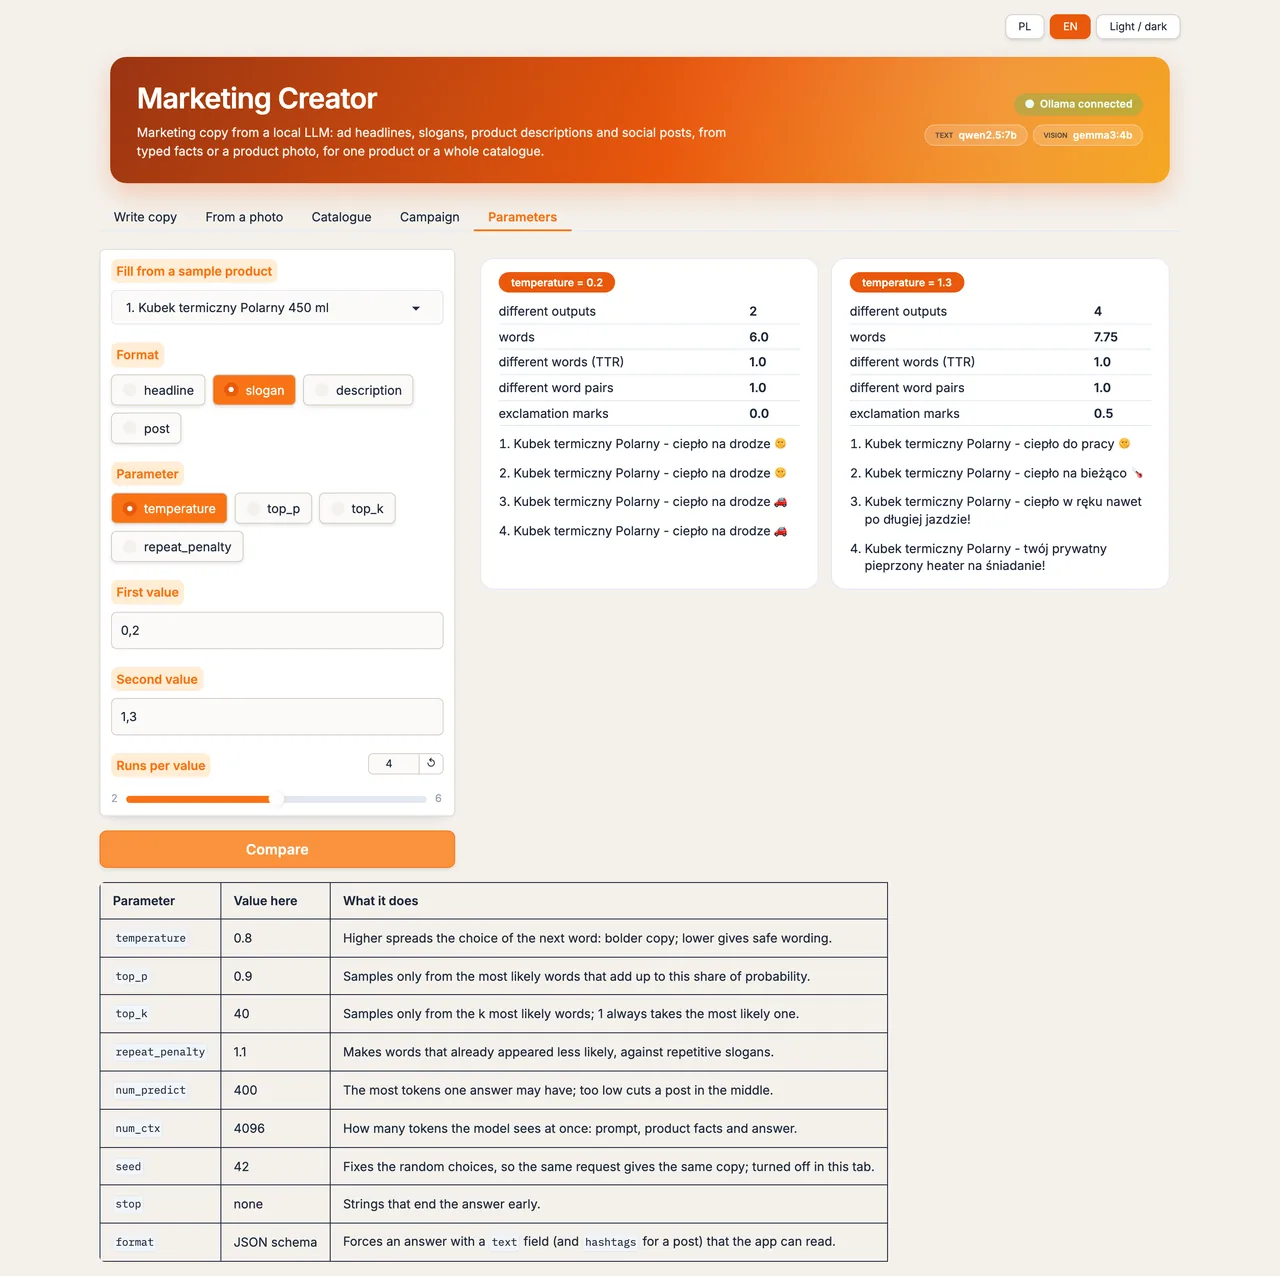 PL EN Light / dark
Marketing Creator
Marketing copy from a local LLM: ad headlines, slogans, product descriptions and social posts, from
typed facts or a product photo, for one product or a whole catalogue.
Ollama connected
TEXT qwen2.5:7b VISION gemma3:4b
Write copy From a photo Catalogue Campaign Parameters
Fill from a sample product
1. Kubek termiczny Polarny 450 ml
Format
headline slogan description
post
Parameter
temperature top_p top_k
repeat_penalty
First value
0,2
Second value
1,3
Runs per value 4
2 6
Compare
temperature = 0.2
different outputs 2
words 6.0
different words (TTR) 1.0
different word pairs 1.0
exclamation marks 0.0
1. Kubek termiczny Polarny - ciepło na drodze 😊
2. Kubek termiczny Polarny - ciepło na drodze 😊
3. Kubek termiczny Polarny - ciepło na drodze 🚗
4. Kubek termiczny Polarny - ciepło na drodze 🚗
temperature = 1.3
different outputs 4
words 7.75
different words (TTR) 1.0
different word pairs 1.0
exclamation marks 0.5
1. Kubek termiczny Polarny - ciepło do pracy 😊
2. Kubek termiczny Polarny - ciepło na bieżąco
3. Kubek termiczny Polarny - ciepło w ręku nawet
po długiej jazdzie!
4. Kubek termiczny Polarny - twój prywatny
pieprzony heater na śniadanie!
Parameter Value here What it does
temperature 0.8 Higher spreads the choice of the next word: bolder copy; lower gives safe wording.
top_p 0.9 Samples only from the most likely words that add up to this share of probability.
top_k 40 Samples only from the k most likely words; 1 always takes the most likely one.
repeat_penalty 1.1 Makes words that already appeared less likely, against repetitive slogans.
num_predict 400 The most tokens one answer may have; too low cuts a post in the middle.
num_ctx 4096 How many tokens the model sees at once: prompt, product facts and answer.
seed 42 Fixes the random choices, so the same request gives the same copy; turned off in this tab.
stop none Strings that end the answer early.
format JSON schema Forces an answer with a text field (and hashtags for a post) that the app can read.